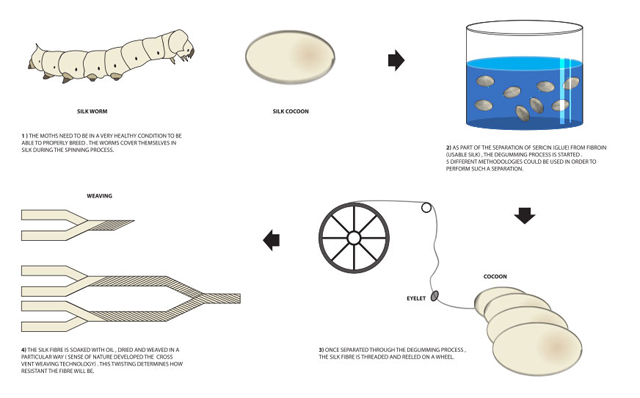 SILK WORM
SILK COCOON
1 ) THE MOTHS NEED TO BE IN A VERY HEALTHY CONDITION TO BE
ABLE TO PROPERLY BREED . THE WORMS COVER THEMSELVES IN
SILK DURING THE SPINNING PROCESS.
2) AS PART OF THE SEPARATION OF SERICIN (GLUE) FROM FIBROIN
(USABLE SILK) , THE DEGUMMING PROCESS IS STARTED .
5 DIFFERENT METHODOLOGIES COULD BE USED IN ORDER TO
PERFORM SUCH A SEPARATION.
WEAVING
COCOON
EYELET
4) THE SILK FIBRE IS SOAKED WITH OIL , DRIED AND WEAVED IN A
PARTICULAR WAY ( SENSE OF NATURE DEVELOPED THE CROSS
VENT WEAVING TECHNOLOGY) . THIS TWISTING DETERMINES HOW
RESISTANT THE FIBRE WILL BE.
3) ONCE SEPARATED THROUGH THE DEGUMMING PROCESS ,
THE SILK FIBRE IS THREADED AND REELED ON A WHEEL.